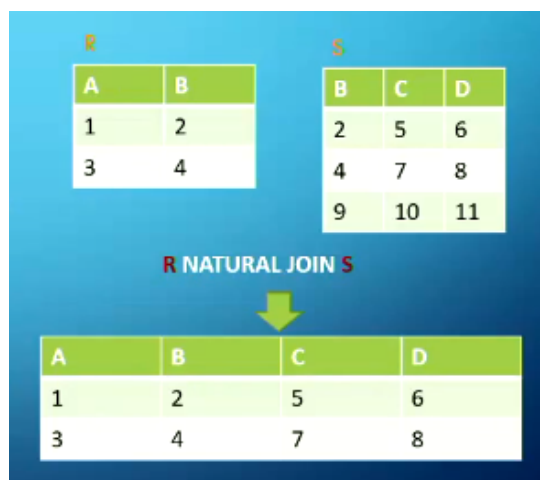 R
A B
1 2
3 4
S
B C D
2 5 6
4 7 8
9 10 11
R NATURAL JOIN S
A B C D
1 2 5 6
3 4 7 8